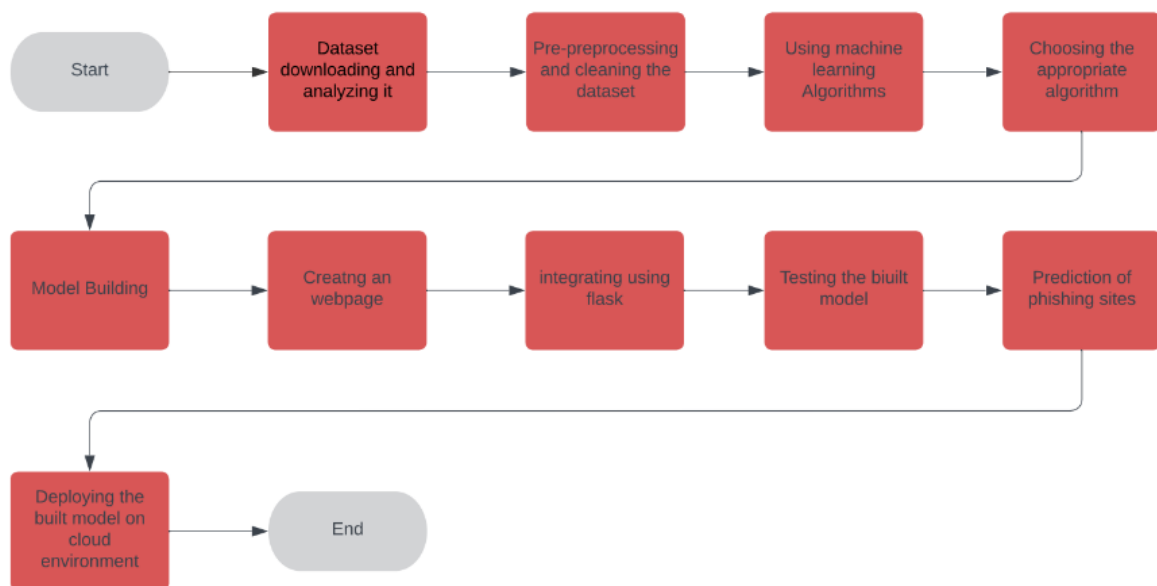 Start
Dataset
downloading and
analyzing it
Pre-preprocessing
and cleaning the
dataset
Using machine
learning
Algorithms
Choosing the
appropriate
algorithm
Model Building
Creatng an
webpage
integrating using
flask
Testing the biuilt
model
Prediction of
phishing sites
Deploying the
built model on
cloud
environment
End